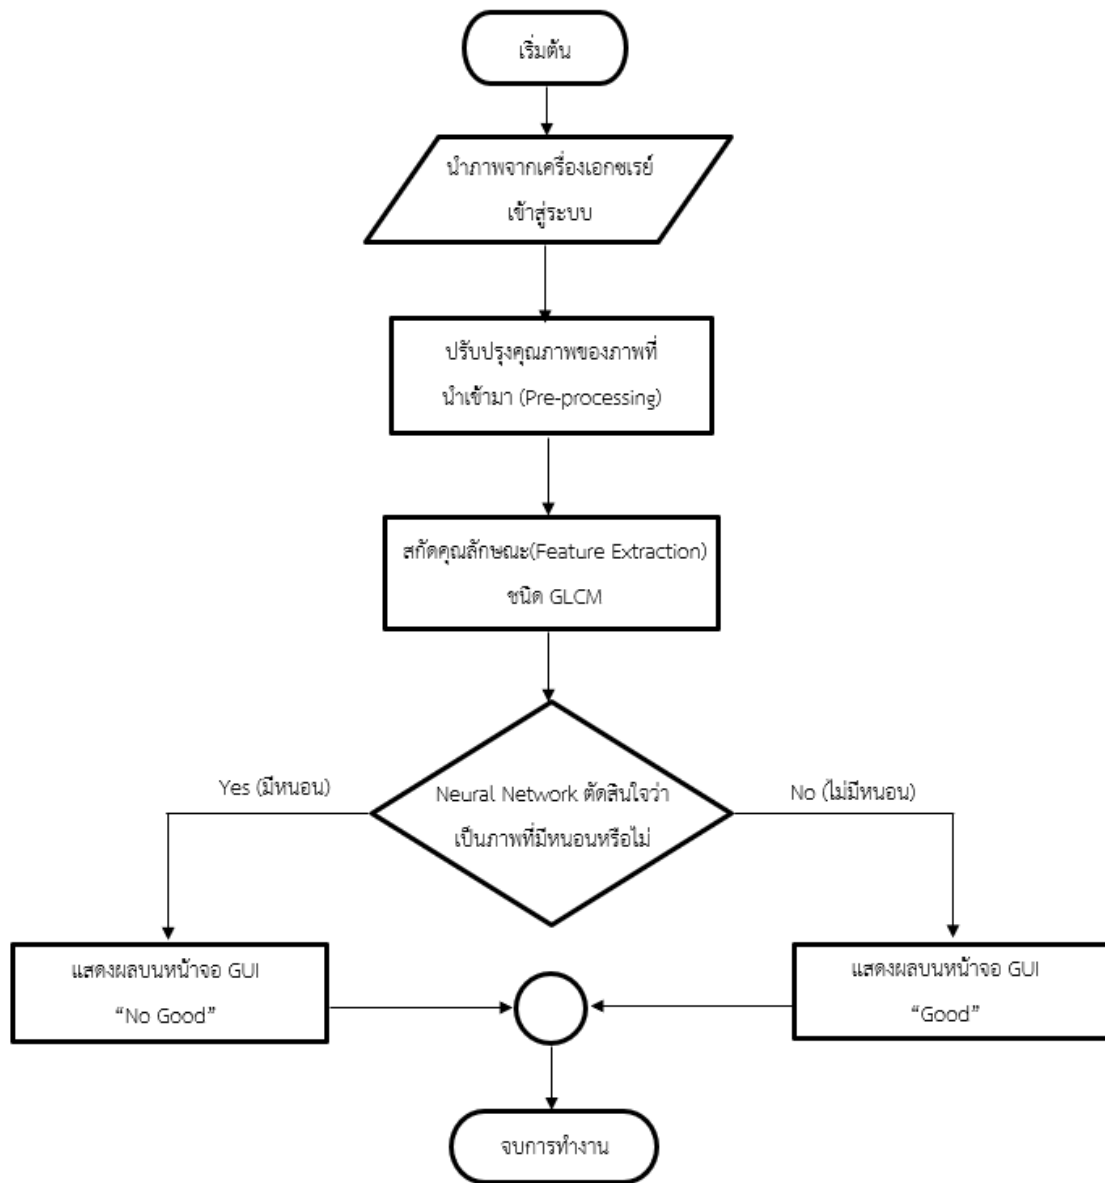 เริ่มต้น
นำภาพจากเครื่องเอกซเรย์
เข้าสู่ระบบ
ปรับปรุงคุณภาพของภาพที่
นำเข้ามา (Pre-processing)
สกัดคุณลักษณะ(Feature Extraction)
ชนิด GLCM
Yes (มีหนอน)
Neural Network ตัดสินใจว่า
เป็นภาพที่มีหนอนหรือไม่
No (ไม่มีหนอน)
แสดงผลบนหน้าจอ GUI
“No Good”
แสดงผลบนหน้าจอ GUI
“Good”
จบการทำงาน